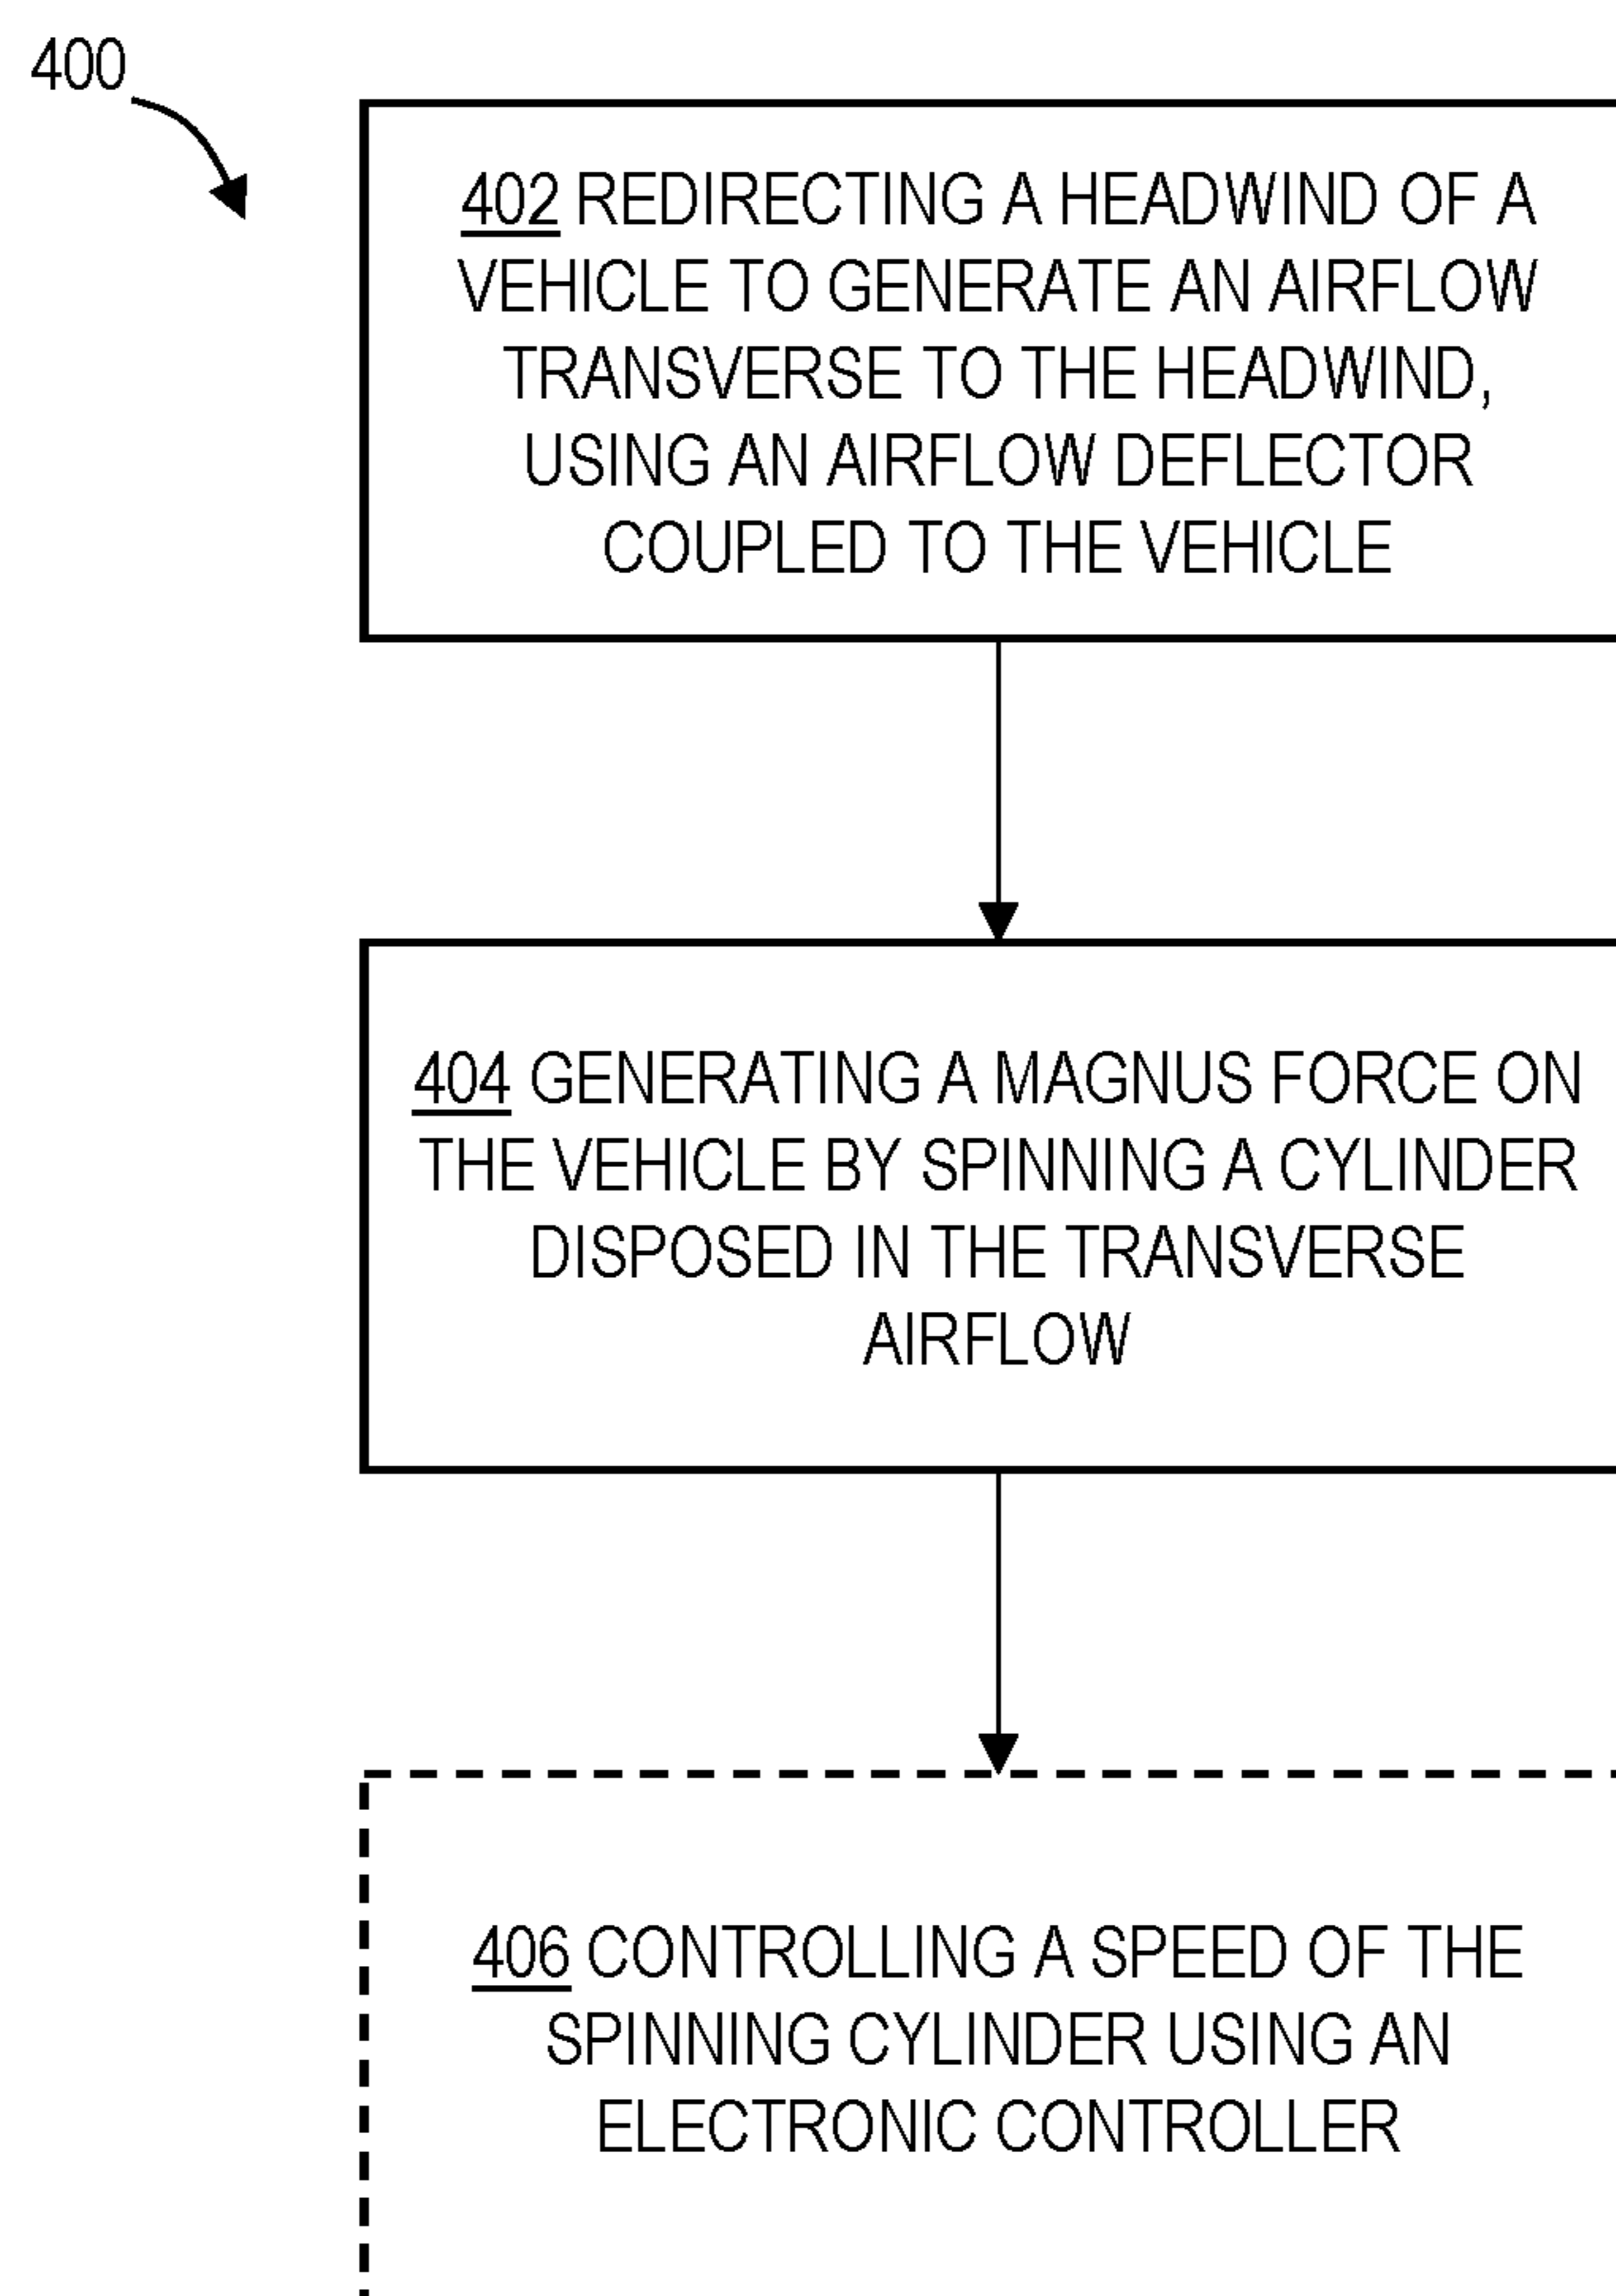 400
402 REDIRECTING A HEADWIND OF A
VEHICLE TO GENERATE AN AIRFLOW
TRANSVERSE TO THE HEADWIND,
USING AN AIRFLOW DEFLECTOR
COUPLED TO THE VEHICLE
404 GENERATING A MAGNUS FORCE ON
THE VEHICLE BY SPINNING A CYLINDER
DISPOSED IN THE TRANSVERSE
AIRFLOW
406 CONTROLLING A SPEED OF THE
SPINNING CYLINDER USING AN
ELECTRONIC CONTROLLER